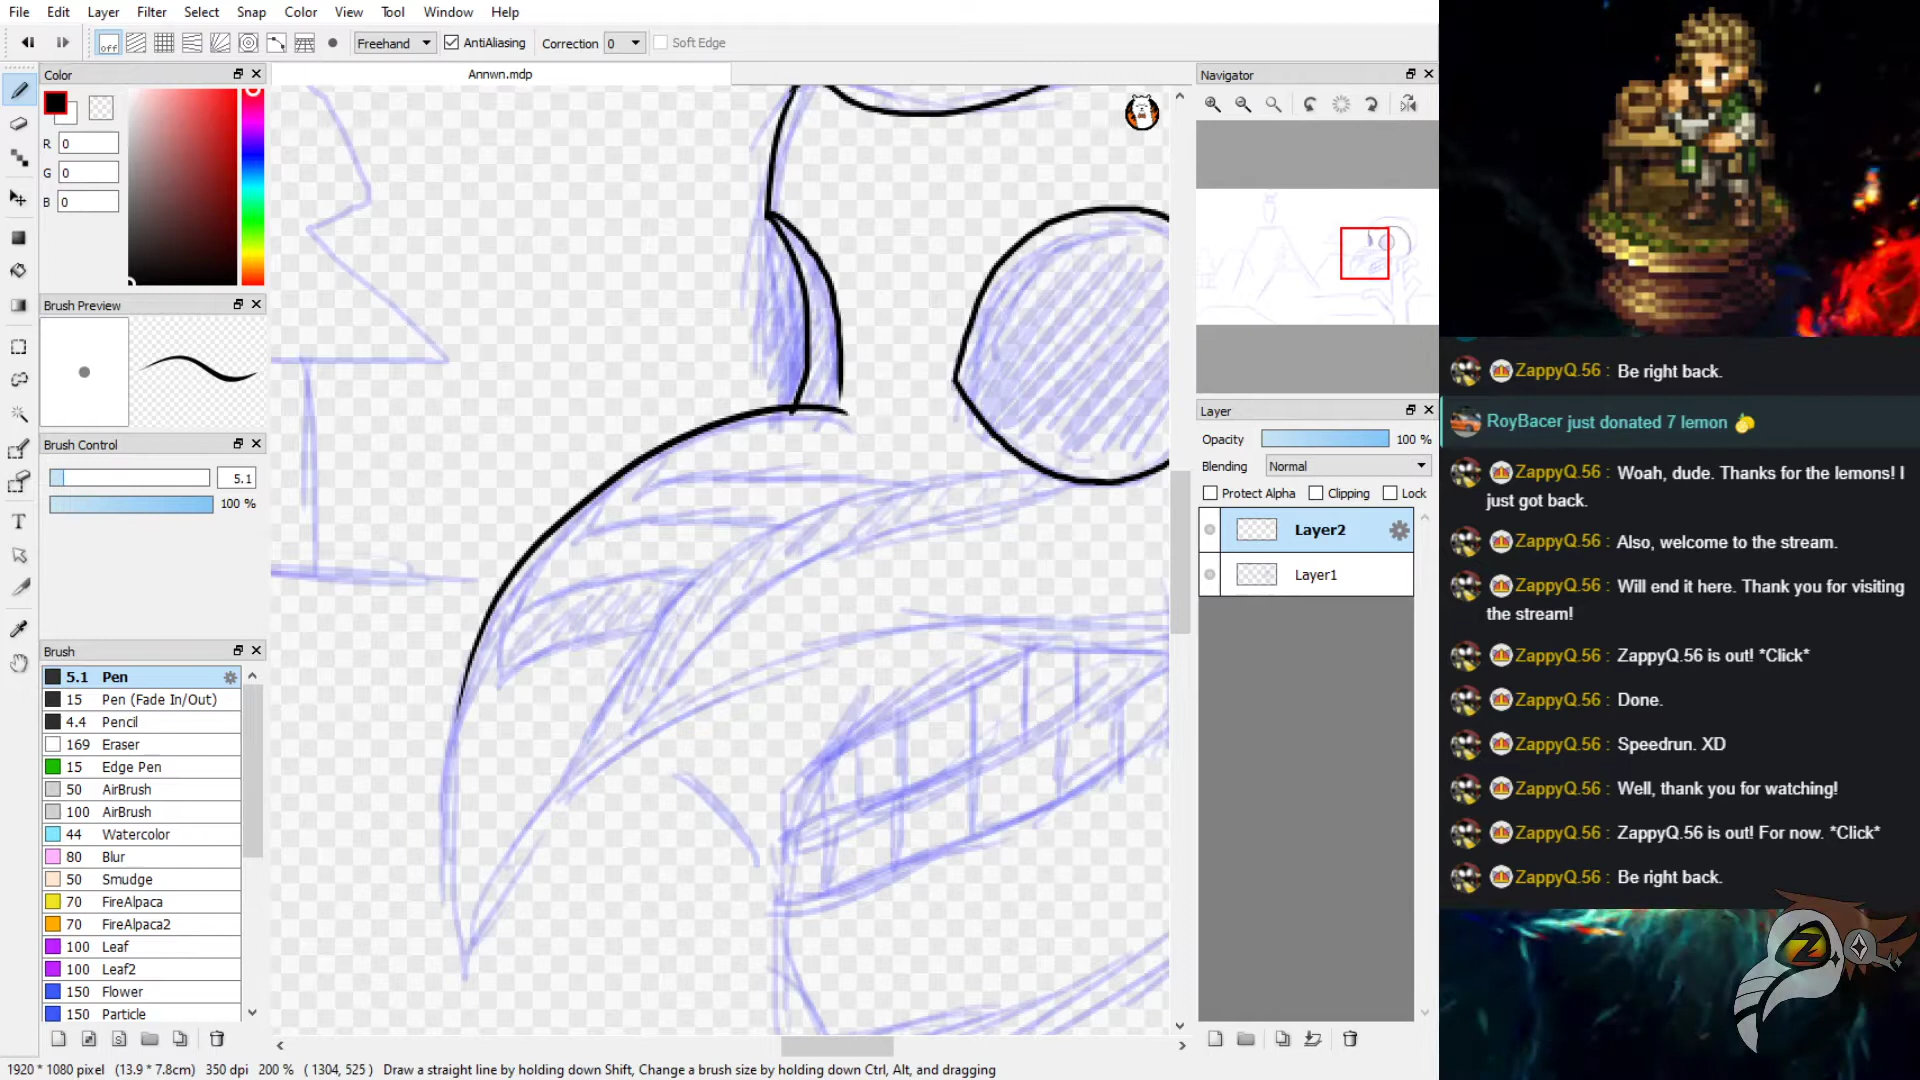 File Edit Layer Filter Select Snap Color View Tool Window Help
off Freehand AntiAliasing Correction 0 Soft Edge
Color
Annwn.mdp
Navigator
R 0
G 0
B 0
Brush Preview
Brush Control
5.1
100 %
Brush
5.1 Pen
15 Pen (Fade In/Out)
4.4 Pencil
169 Eraser
15 Edge Pen
50 AirBrush
100 AirBrush
44 Watercolor
80 Blur
50 Smudge
70 FireAlpaca
70 FireAlpaca2
100 Leaf
100 Leaf2
150 Flower
150 Particle
Layer
Opacity 100 %
Blending Normal
Protect Alpha Clipping Lock
Layer2
Layer1
1920 * 1080 pixel (13.9 * 7.8cm) 350 dpi 200 % ( 1304, 525 ) Draw a straight line by holding down Shift, Change a brush size by holding down Ctrl, Alt, and dragging
ZappyQ.56 : Be right back.
RoyBacer just donated 7 lemon
ZappyQ.56 : Woah, dude. Thanks for the lemons! I
just got back.
ZappyQ.56 : Also, welcome to the stream.
ZappyQ.56 : Will end it here. Thank you for visiting
the stream!
ZappyQ.56 : ZappyQ.56 is out! *Click*
ZappyQ.56 : Done.
ZappyQ.56 : Speedrun. XD
ZappyQ.56 : Well, thank you for watching!
ZappyQ.56 : ZappyQ.56 is out! For now. *Click*
ZappyQ.56 : Be right back.
Z